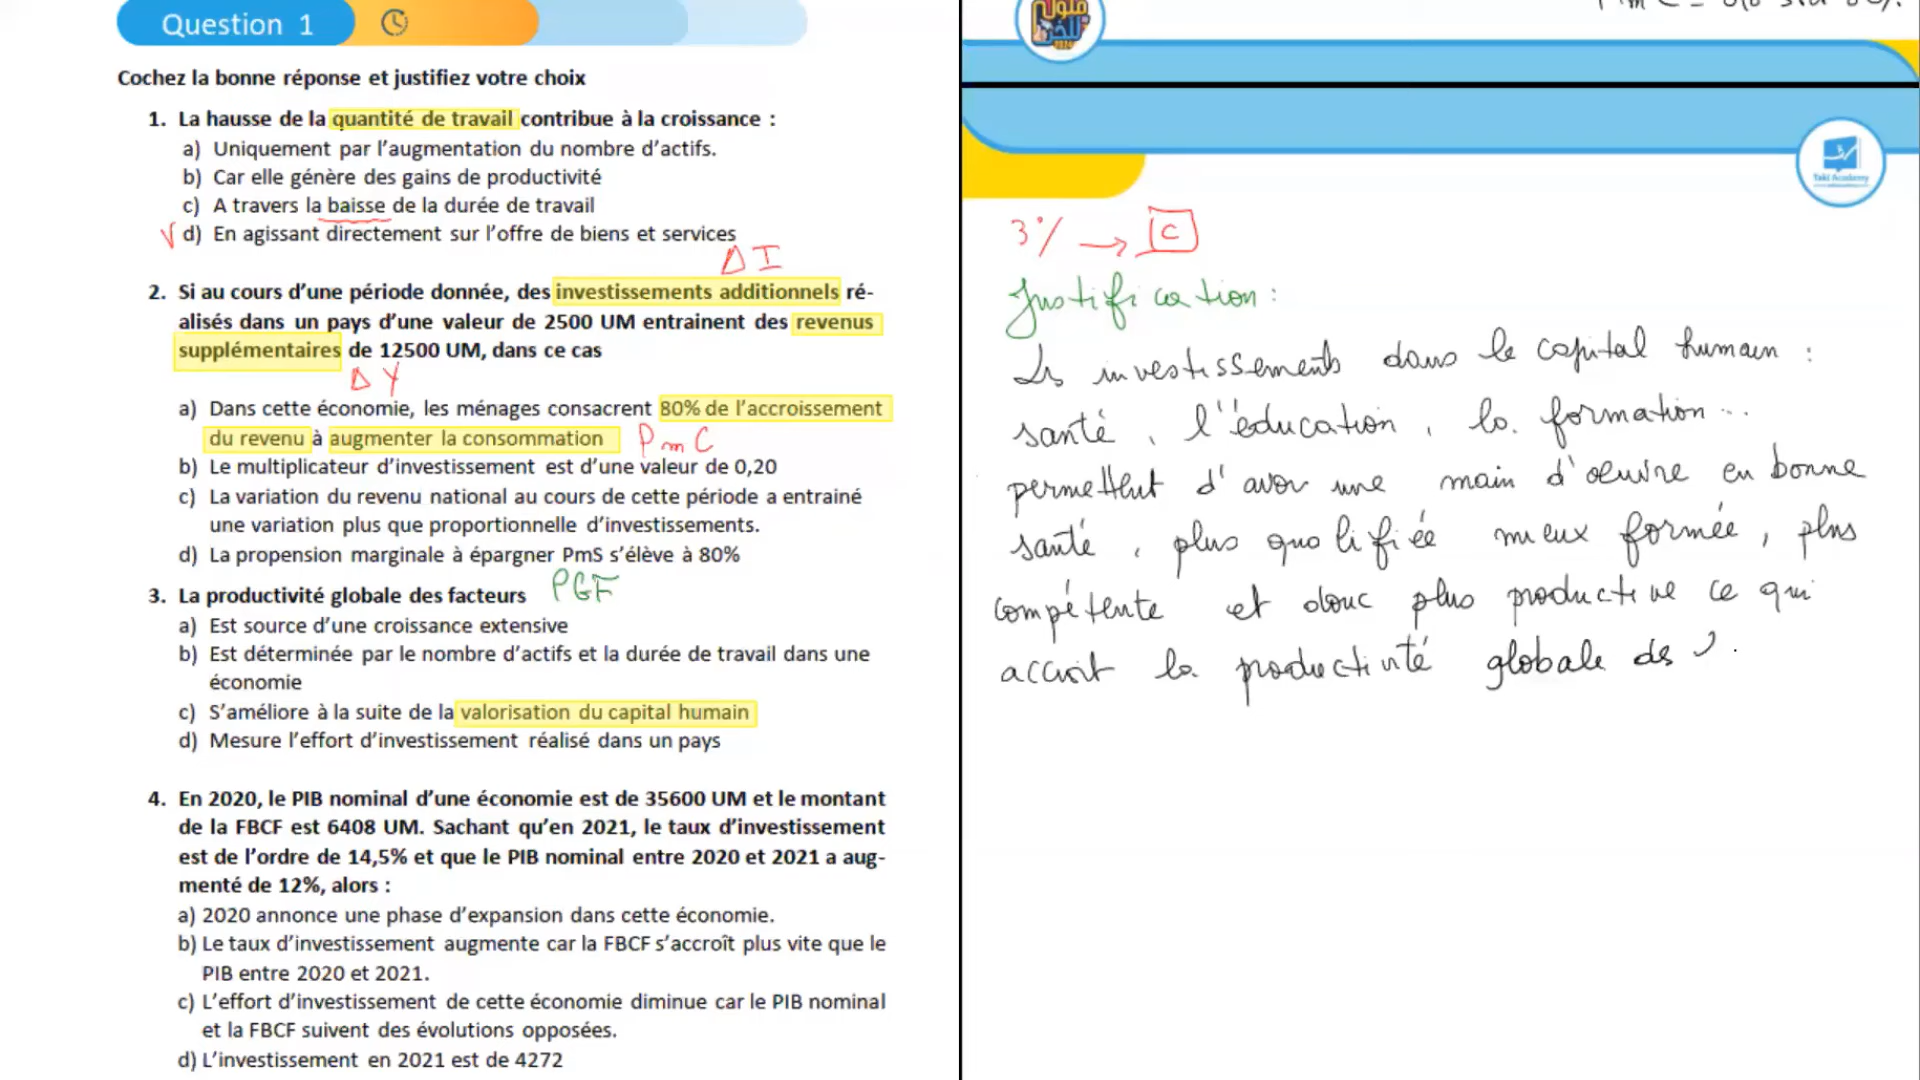 Question 1
Cochez la bonne réponse et justifiez votre choix
1. La hausse de la quantité de travail contribue à la croissance :
a) Uniquement par l’augmentation du nombre d’actifs.
b) Car elle génère des gains de productivité
c) A travers la baisse de la durée de travail
√ d) En agissant directement sur l’offre de biens et services
Δ I
2. Si au cours d’une période donnée, des investissements additionnels ré-
alisés dans un pays d’une valeur de 2500 UM entrainent des revenus
supplémentaires de 12500 UM, dans ce cas
Δ Y
a) Dans cette économie, les ménages consacrent 80% de l’accroissement
du revenu à augmenter la consommation PmC
b) Le multiplicateur d’investissement est d’une valeur de 0,20
c) La variation du revenu national au cours de cette période a entrainé
une variation plus que proportionnelle d’investissements.
d) La propension marginale à épargner PmS s’élève à 80%
3. La productivité globale des facteurs PGF
a) Est source d’une croissance extensive
b) Est déterminée par le nombre d’actifs et la durée de travail dans une
économie
c) S’améliore à la suite de la valorisation du capital humain
d) Mesure l’effort d’investissement réalisé dans un pays
4. En 2020, le PIB nominal d’une économie est de 35600 UM et le montant
de la FBCF est 6408 UM. Sachant qu’en 2021, le taux d’investissement
est de l’ordre de 14,5% et que le PIB nominal entre 2020 et 2021 a aug-
menté de 12%, alors :
a) 2020 annonce une phase d’expansion dans cette économie.
b) Le taux d’investissement augmente car la FBCF s’accroît plus vite que le
PIB entre 2020 et 2021.
c) L’effort d’investissement de cette économie diminue car le PIB nominal
et la FBCF suivent des évolutions opposées.
d) L’investissement en 2021 est de 4272
Taki Academy
3°/ → C
Justification :
Ls investissements dans le capital humain :
santé, l'éducation, la formation...
permettent d'avoir une main d'oeuvre en bonne
santé, plus qualifiée mieux formée, plus
compétente et donc plus productive ce qui
accroit la productivité globale ds